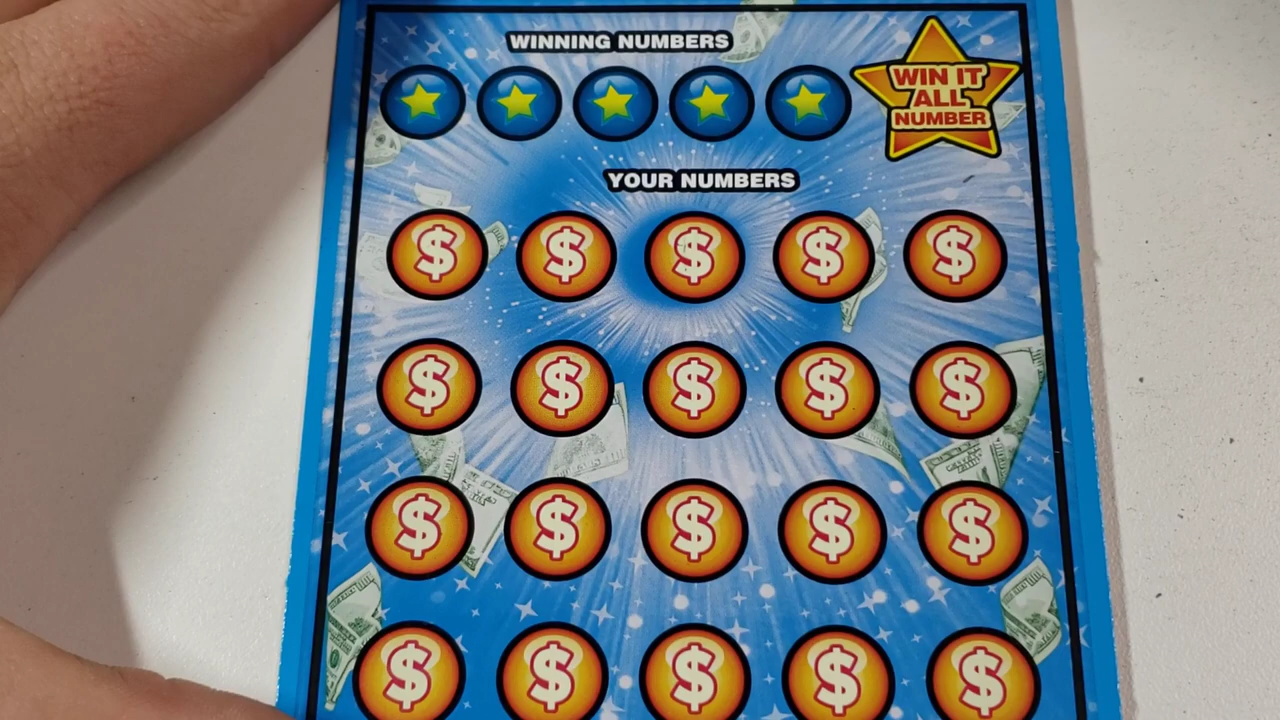 WINNING NUMBERS
WIN IT
ALL
NUMBER
YOUR NUMBERS
$ $ $ $ $
$ $ $ $ $
$ $ $ $ $
$ $ $ $ $